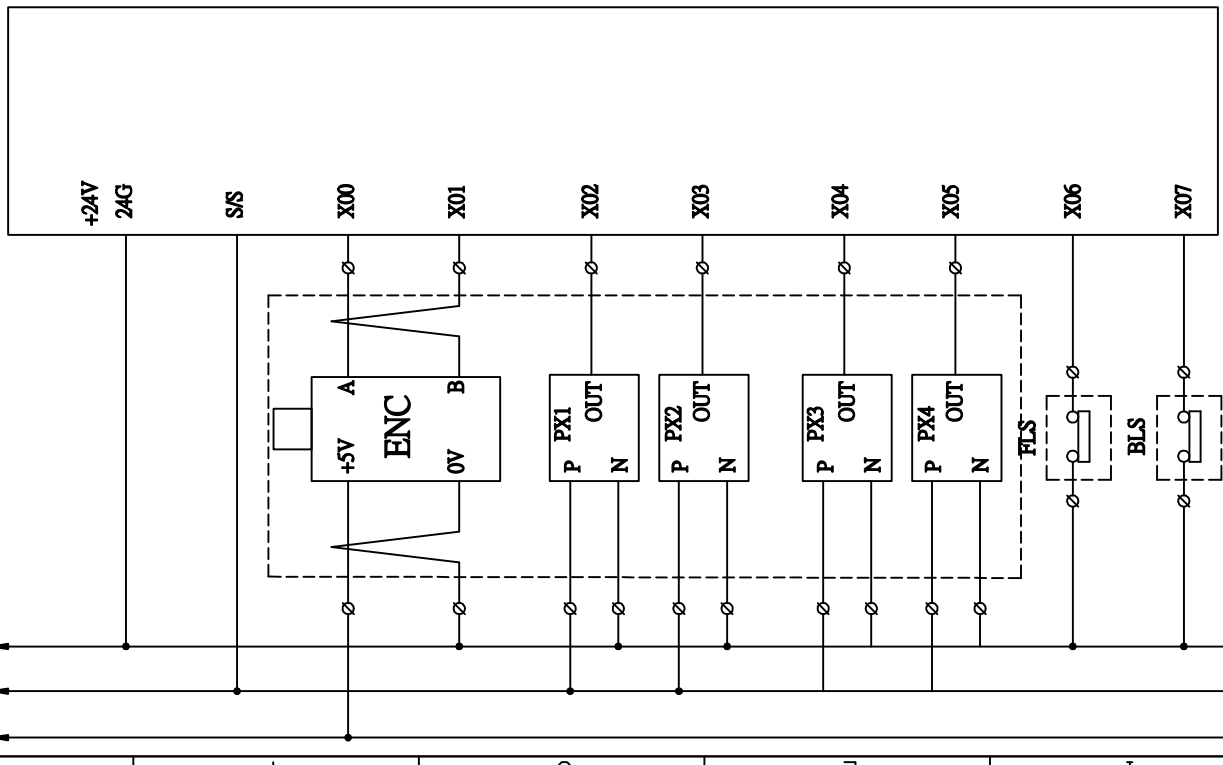 +24V
24G
S/S
X00
X01
X02
X03
X04
X05
X06
X07
A
B
ENC
+5V
0V
PX1
OUT
P
N
PX2
OUT
P
N
PX3
OUT
P
N
PX4
OUT
P
N
FLS
BLS